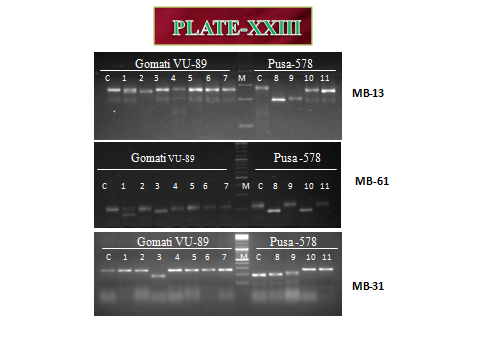 PLATE-XXIII
Gomati VU-89 Pusa-578
C 1 2 3 4 5 6 7 M C 8 9 10 11
MB-13
Gomati VU-89 Pusa -578
C 1 2 3 4 5 6 7 M C 8 9 10 11
MB-61
Gomati VU-89 Pusa -578
C 1 2 3 4 5 6 7 M C 8 9 10 11
MB-31